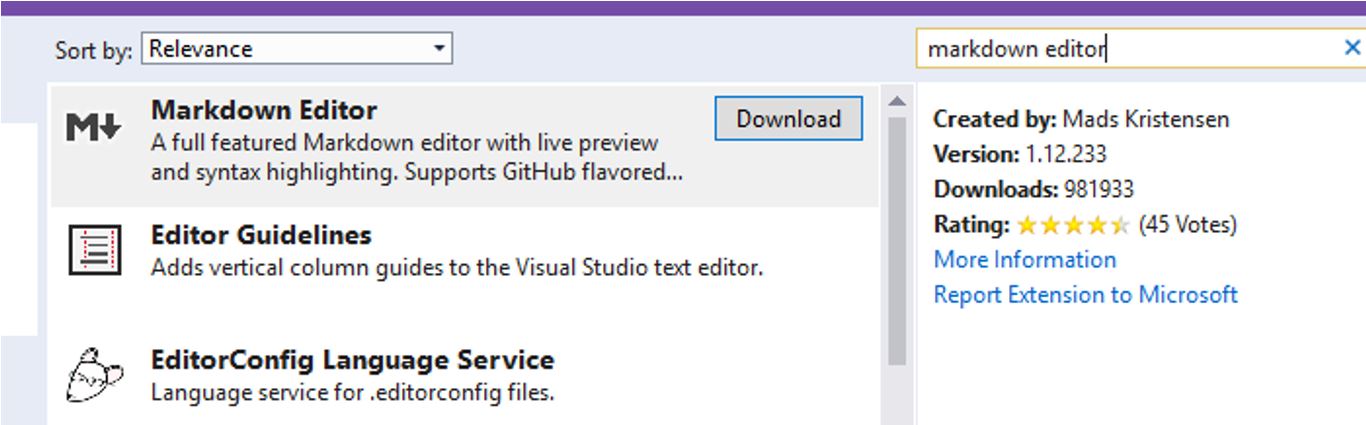 Sort by: Relevance
markdown editor
Markdown Editor
Download
A full featured Markdown editor with live preview
and syntax highlighting. Supports GitHub flavored...
Editor Guidelines
Adds vertical column guides to the Visual Studio text editor.
EditorConfig Language Service
Language service for .editorconfig files.
Created by: Mads Kristensen
Version: 1.12.233
Downloads: 981933
Rating: (45 Votes)
More Information
Report Extension to Microsoft